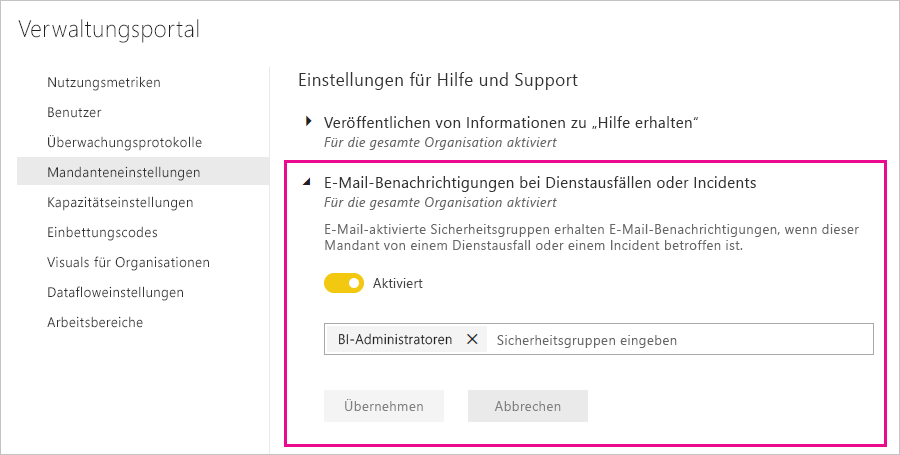 Verwaltungsportal
Nutzungsmetriken
Benutzer
Überwachungsprotokolle
Mandanteneinstellungen
Kapazitätseinstellungen
Einbettungscodes
Visuals für Organisationen
Datafloweinstellungen
Arbeitsbereiche
Einstellungen für Hilfe und Support
Veröffentlichen von Informationen zu „Hilfe erhalten“
Für die gesamte Organisation aktiviert
E-Mail-Benachrichtigungen bei Dienstausfällen oder Incidents
Für die gesamte Organisation aktiviert
E-Mail-aktivierte Sicherheitsgruppen erhalten E-Mail-Benachrichtigungen, wenn dieser
Mandant von einem Dienstausfall oder einem Incident betroffen ist.
Aktiviert
BI-Administratoren Sicherheitsgruppen eingeben
Übernehmen Abbrechen